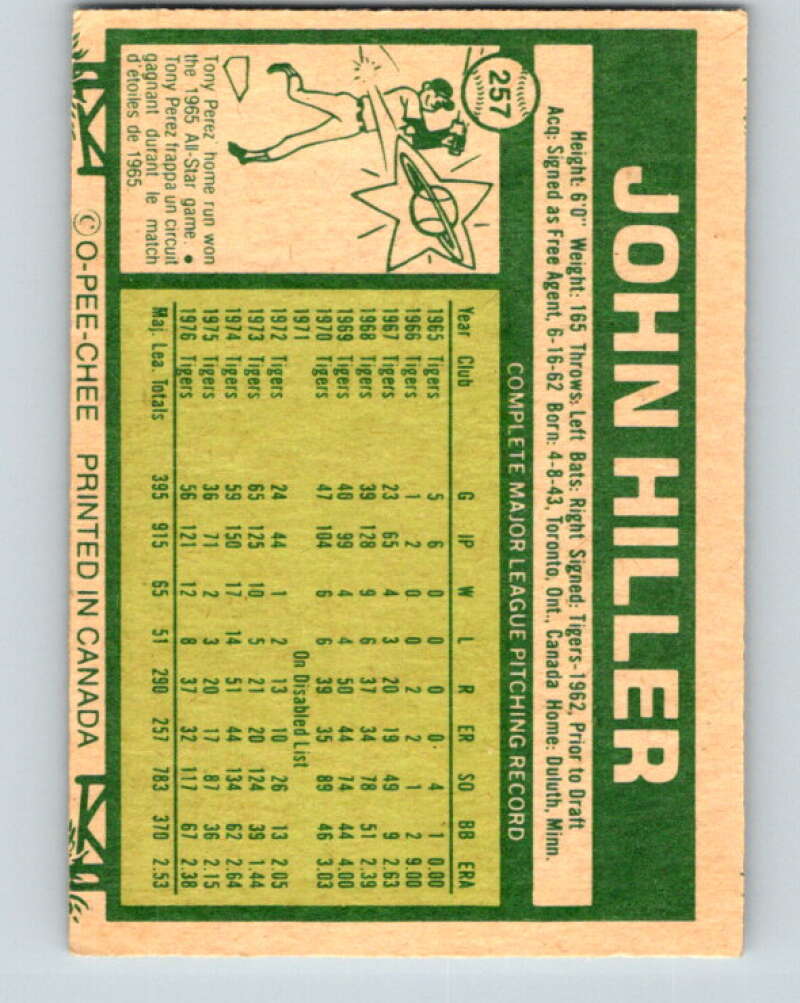 JOHN HILLER
Height: 6'0" Weight: 165 Throws: Left Bats: Right Signed: Tigers-1962, Prior to Draft
Acq: Signed as Free Agent, 6-16-62 Born: 4-8-43, Toronto, Ont., Canada Home: Duluth, Minn.
257
Tony Perez' home run won
the 1965 All-Star game. •
Tony Perez frappa un circuit
gagnant durant le match
d'étoiles de 1965
COMPLETE MAJOR LEAGUE PITCHING RECORD
Year Club G IP W L R ER SO BB ERA
1965 Tigers 5 6 0 0 0 0 4 1 0.00
1966 Tigers 1 2 0 0 2 2 1 2 9.00
1967 Tigers 23 65 4 3 20 19 49 9 2.63
1968 Tigers 39 128 9 6 37 34 78 51 2.39
1969 Tigers 40 99 4 4 50 44 74 44 4.00
1970 Tigers 47 104 6 6 39 35 89 46 3.03
1971 On Disabled List
1972 Tigers 24 44 1 2 13 10 26 13 2.05
1973 Tigers 65 125 10 5 21 20 124 39 1.44
1974 Tigers 59 150 17 14 51 44 134 62 2.64
1975 Tigers 36 71 2 3 20 17 87 36 2.15
1976 Tigers 56 121 12 8 37 32 117 67 2.38
Maj. Lea. Totals 395 915 65 51 290 257 783 370 2.53
© O-PEE-CHEE PRINTED IN CANADA